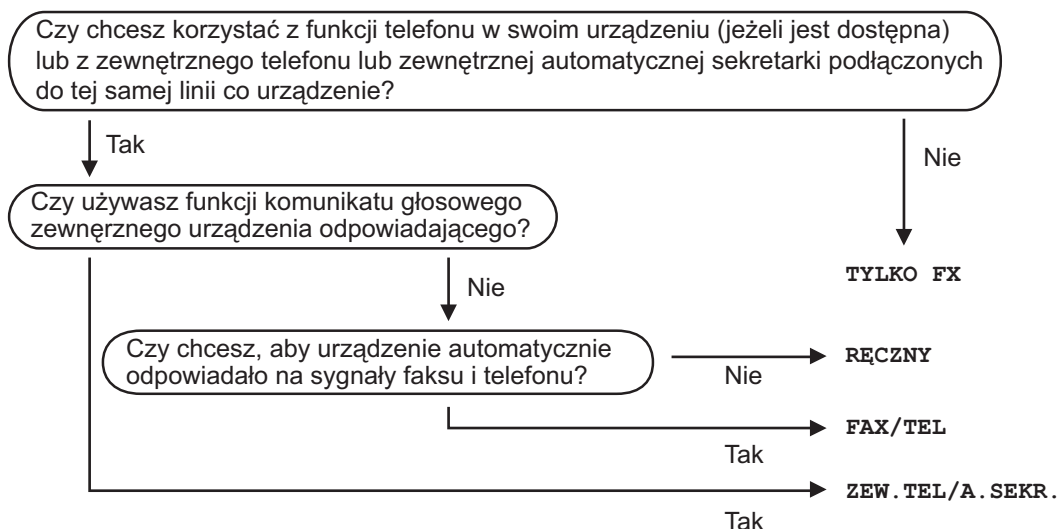 Czy chcesz korzystać z funkcji telefonu w swoim urządzeniu (jeżeli jest dostępna)
lub z zewnętrznego telefonu lub zewnętrznej automatycznej sekretarki podłączonych
do tej samej linii co urządzenie?
Tak
Nie
Czy używasz funkcji komunikatu głosowego
zewnęrznego urządzenia odpowiadającego?
TYLKO FX
Nie
Czy chcesz, aby urządzenie automatycznie
odpowiadało na sygnały faksu i telefonu?
RĘCZNY
Nie
FAX/TEL
Tak
ZEW.TEL/A.SEKR.
Tak